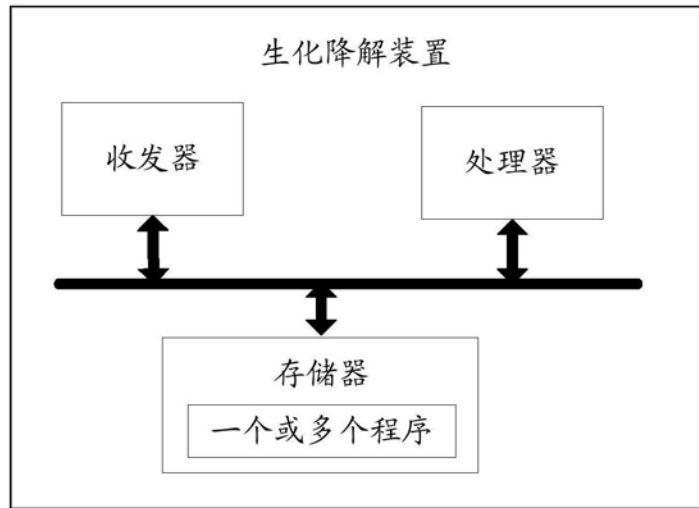 生化降解装置
收发器
处理器
存储器
一个或多个程序